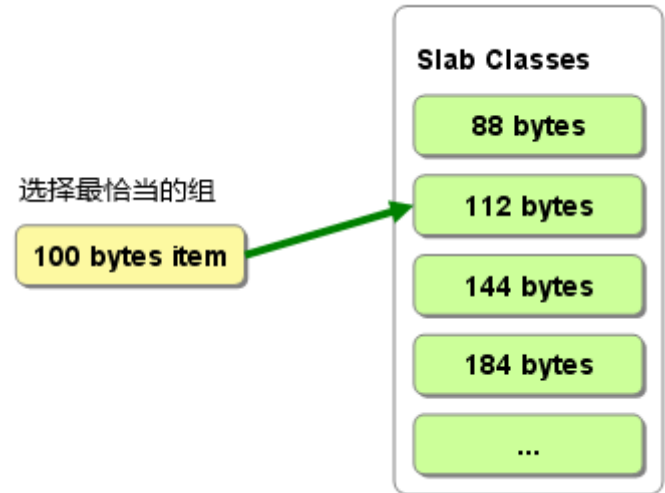 Slab Classes
88 bytes
选择最恰当的组
112 bytes
100 bytes item
144 bytes
184 bytes
...